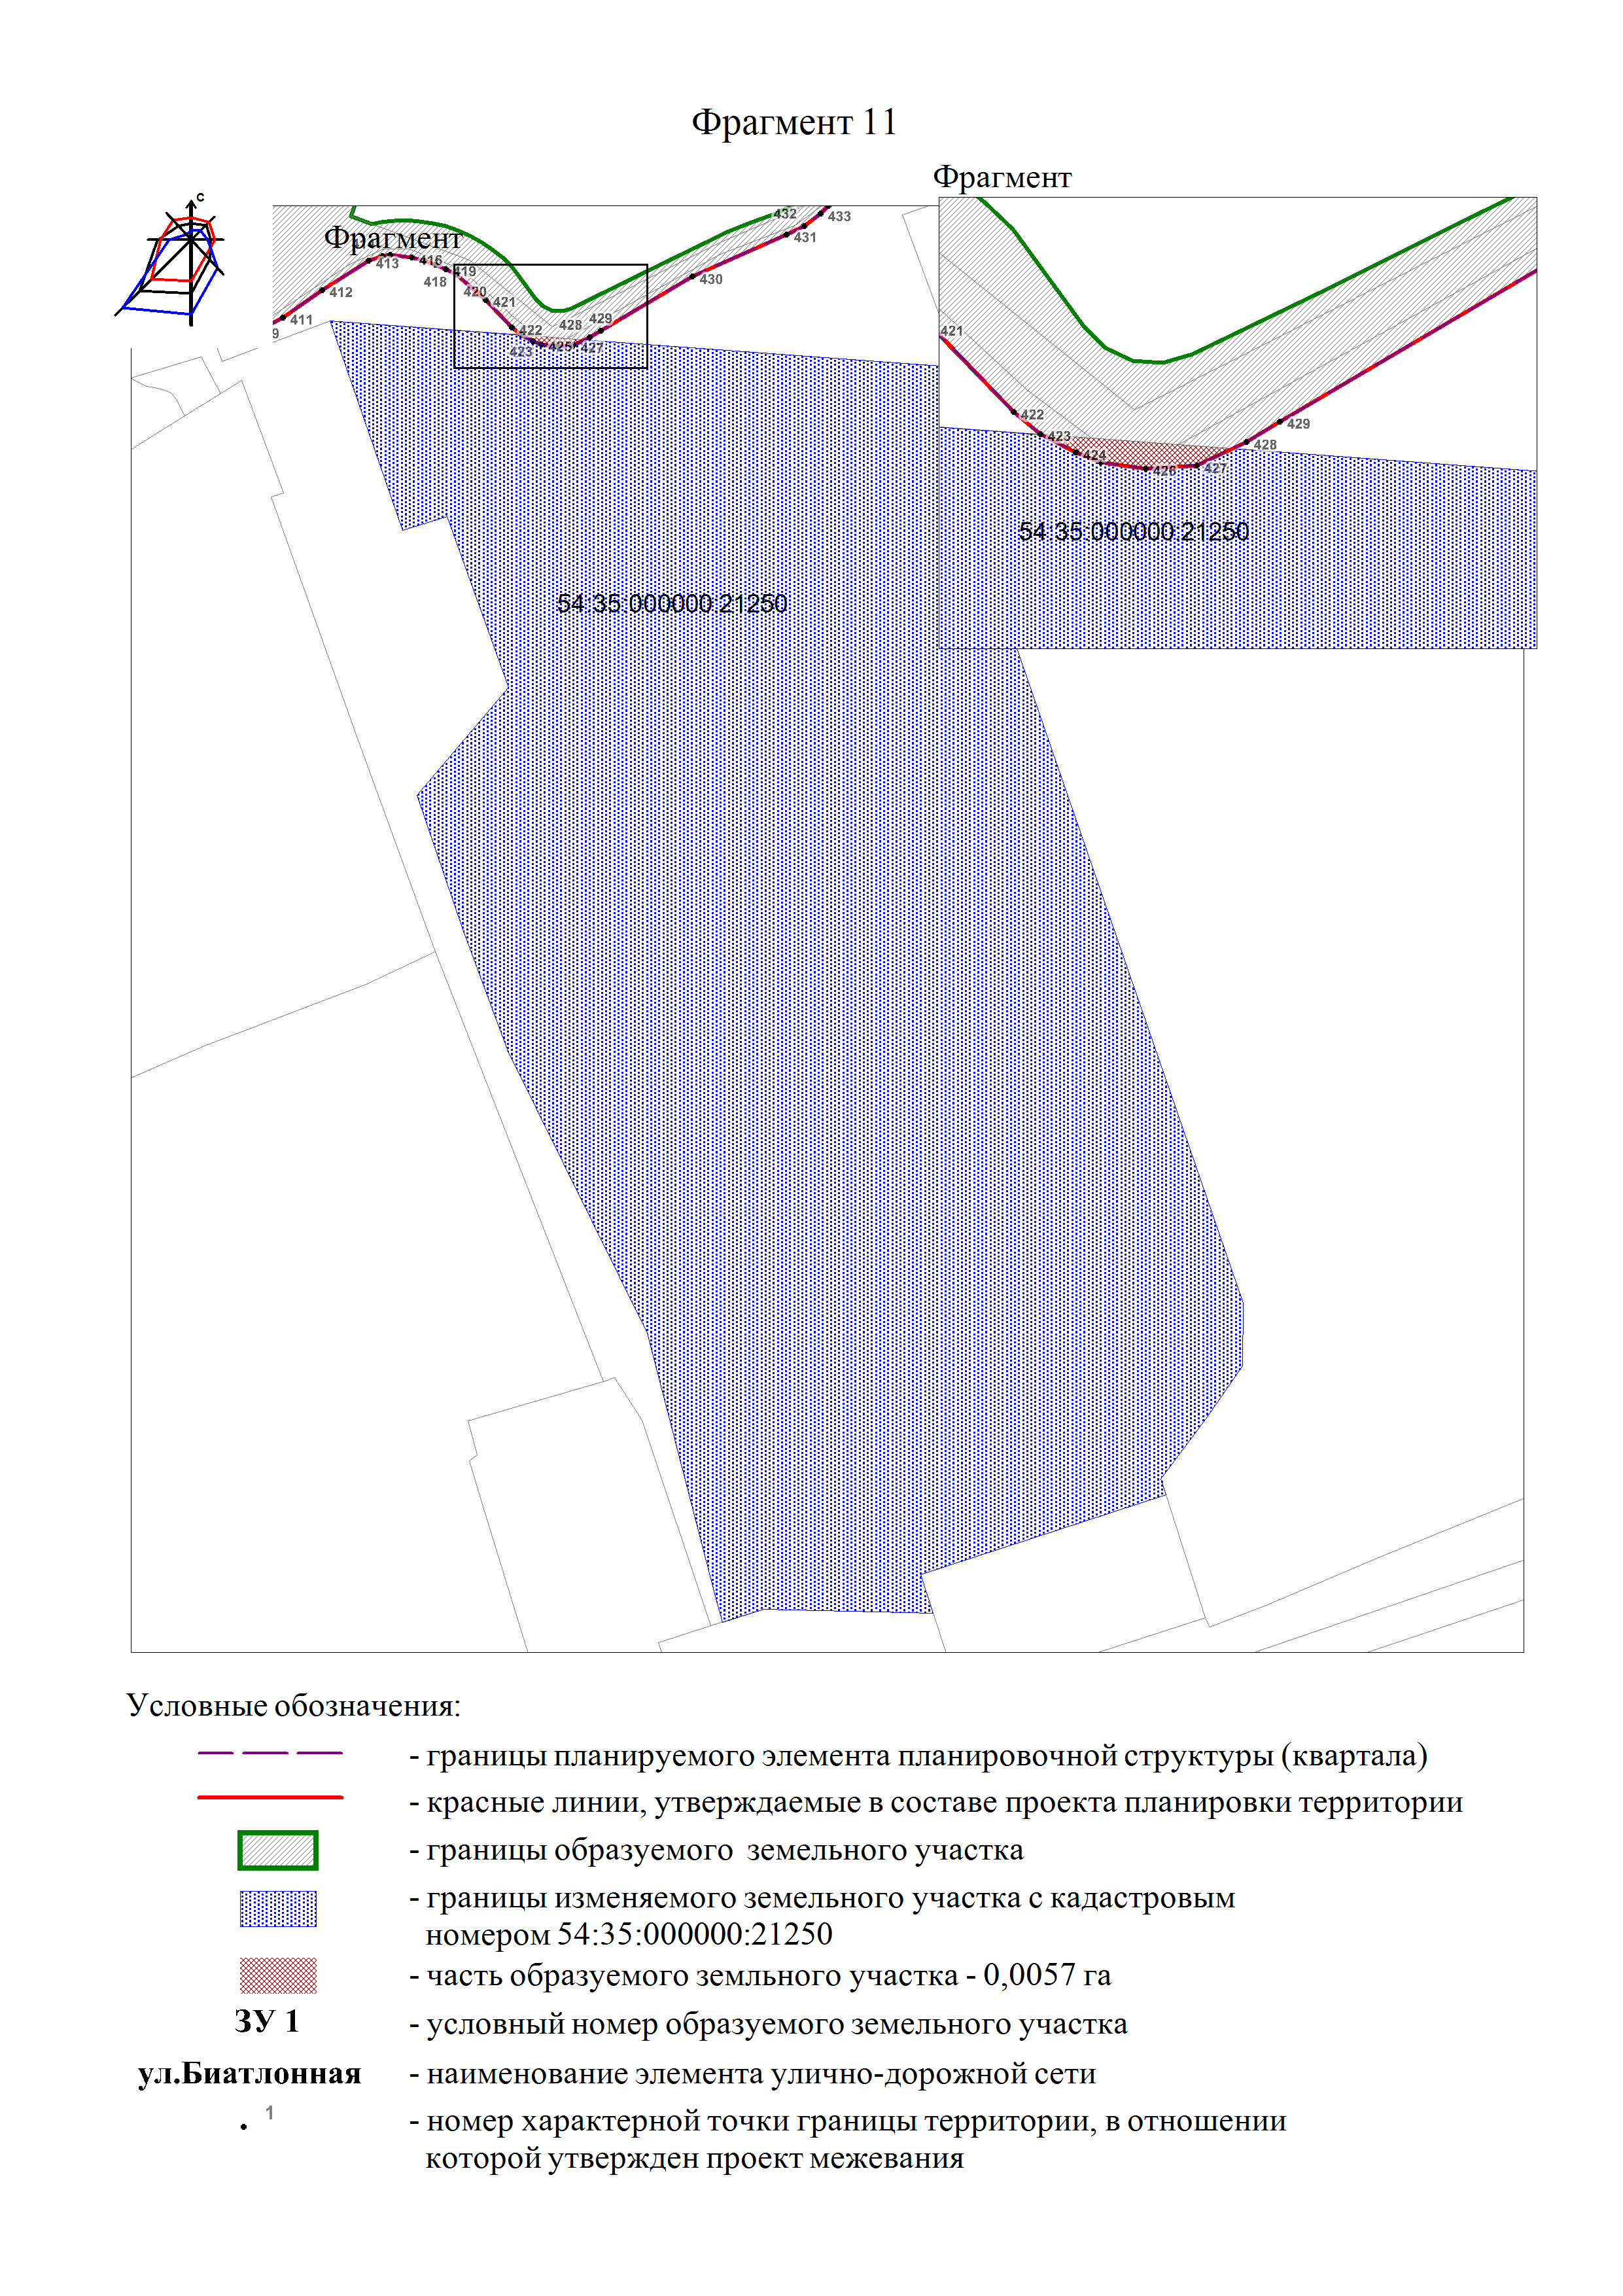 Фрагмент 11
Фрагмент
С
Фрагмент
432
433
431
413
416
419
418
430
412
420
421
411
9
422
428
429
423
425
427
421
422
423
424
426
427
428
429
54:35:000000:21250
54:35:000000:21250
Условные обозначения:
- границы планируемого элемента планировочной структуры (квартала)
- красные линии, утверждаемые в составе проекта планировки территории
- границы образуемого земельного участка
- границы изменяемого земельного участка с кадастровым
номером 54:35:000000:21250
- часть образуемогоземльного участка - 0,0057 га
ЗУ 1 - условный номер образуемого земельного участка
ул.Биатлонная - наименование элемента улично-дорожной сети
. 1 - номер характерной точки границы территории, в отношении
которой утвержден проект межевания